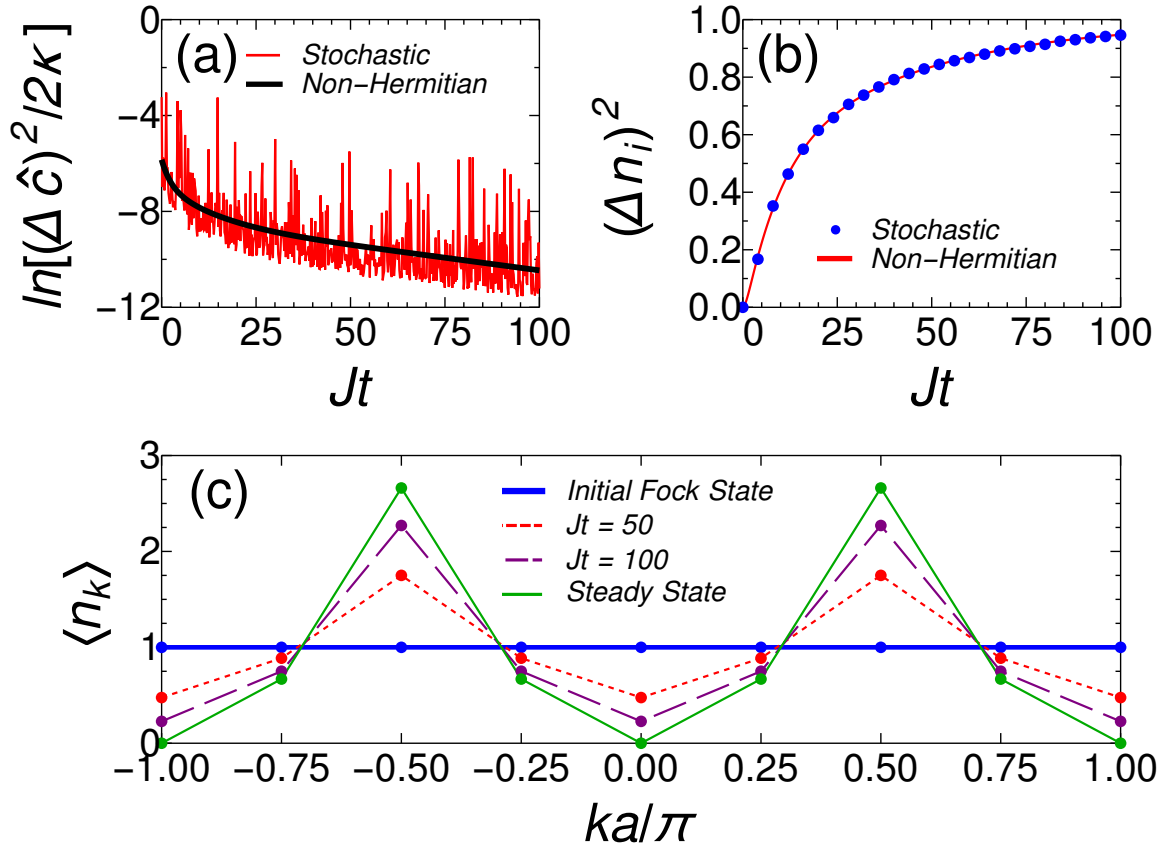 (a)
ln[(Δ ĉ)²/2κ]
0
−4
−8
−12
Stochastic
Non−Hermitian
0 25 50 75 100
Jt
(b)
(Δ nᵢ)²
1.0
0.8
0.6
0.4
0.2
0.0
Stochastic
Non−Hermitian
0 25 50 75 100
Jt
(c)
⟨nₖ⟩
3
2
1
0
Initial Fock State
Jt = 50
Jt = 100
Steady State
−1.00 −0.75 −0.50 −0.25 0.00 0.25 0.50 0.75 1.00
ka/π